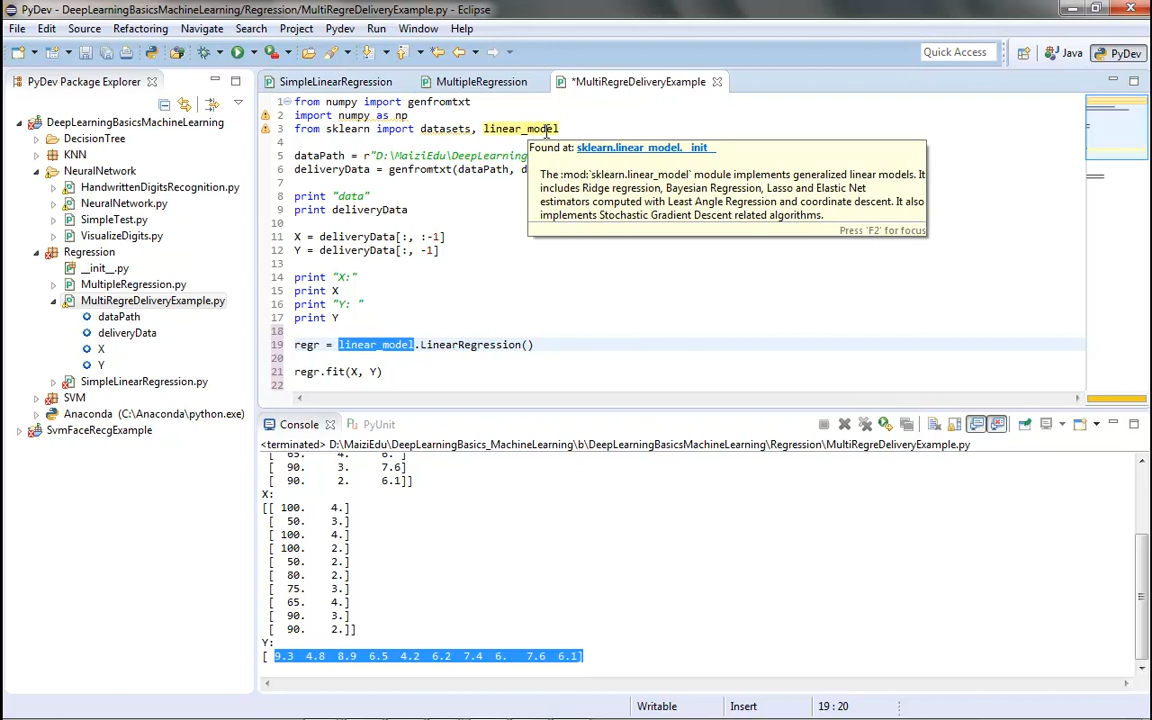 PyDev - DeepLearningBasicsMachineLearning/Regression/MultiRegreDeliveryExample.py - Eclipse
File Edit Source Refactoring Navigate Search Project Pydev Run Window Help
Quick Access
Java
PyDev
PyDev Package Explorer
DeepLearningBasicsMachineLearning
DecisionTree
KNN
NeuralNetwork
HandwrittenDigitsRecognition.py
NeuralNetwork.py
SimpleTest.py
VisualizeDigits.py
Regression
__init__.py
MultipleRegression.py
MultiRegreDeliveryExample.py
dataPath
deliveryData
X
Y
SimpleLinearRegression.py
SVM
Anaconda (C:\Anaconda\python.exe)
SvmFaceRecgExample
SimpleLinearRegression
MultipleRegression
*MultiRegreDeliveryExample
1 from numpy import genfromtxt
2 import numpy as np
3 from sklearn import datasets, linear_model
4
5 dataPath = r"D:\MaiziEdu\DeepLearning
6 deliveryData = genfromtxt(dataPath, d
7
8 print "data"
9 print deliveryData
10
11 X = deliveryData[:, :-1]
12 Y = deliveryData[:, -1]
13
14 print "X:"
15 print X
16 print "Y: "
17 print Y
18
19 regr = linear_model.LinearRegression()
20
21 regr.fit(X, Y)
22
Found at: sklearn.linear_model.__init__
The :mod:`sklearn.linear_model` module implements generalized linear models. It
includes Ridge regression, Bayesian Regression, Lasso and Elastic Net
estimators computed with Least Angle Regression and coordinate descent. It also
implements Stochastic Gradient Descent related algorithms.
Press 'F2' for focus
Console
PyUnit
<terminated> D:\MaiziEdu\DeepLearningBasics_MachineLearning\b\DeepLearningBasicsMachineLearning\Regression\MultiRegreDeliveryExample.py
[ 65. 4. 6. ]
[ 90. 3. 7.6]
[ 90. 2. 6.1]]
X:
[[ 100. 4.]
[ 50. 3.]
[ 100. 4.]
[ 100. 2.]
[ 50. 2.]
[ 80. 2.]
[ 75. 3.]
[ 65. 4.]
[ 90. 3.]
[ 90. 2.]]
Y:
[ 9.3 4.8 8.9 6.5 4.2 6.2 7.4 6. 7.6 6.1]
Writable
Insert
19 : 20